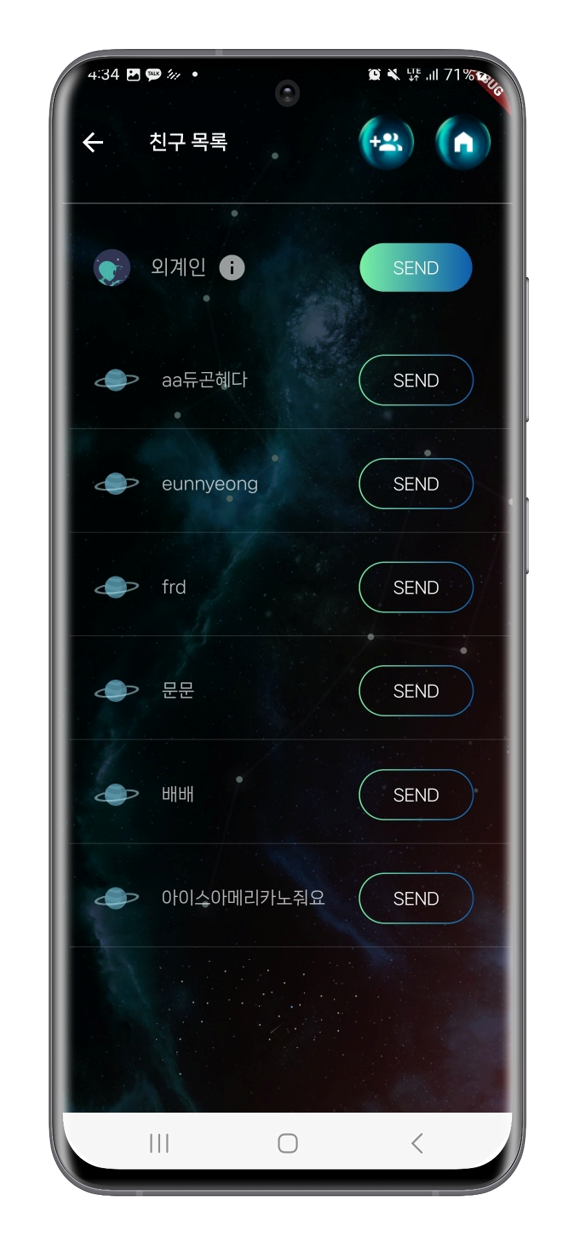 4:34 TALK LTE 71%
친구 목록
외계인 i SEND
aa듀곤혜다 SEND
eunnyeong SEND
frd SEND
문문 SEND
배배 SEND
아이스아메리카노줘요 SEND